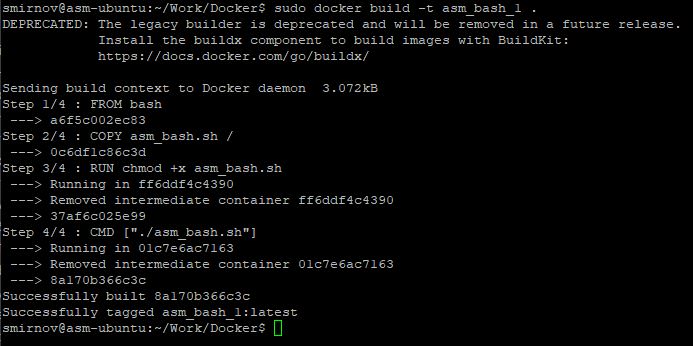 smirnov@asm-ubuntu:~/Work/Docker$ sudo docker build -t asm_bash_1 .
DEPRECATED: The legacy builder is deprecated and will be removed in a future release.
            Install the buildx component to build images with BuildKit:
            https://docs.docker.com/go/buildx/

Sending build context to Docker daemon  3.072kB
Step 1/4 : FROM bash
 ---> a6f5c002ec83
Step 2/4 : COPY asm_bash.sh /
 ---> 0c6df1c86c3d
Step 3/4 : RUN chmod +x asm_bash.sh
 ---> Running in ff6ddf4c4390
 ---> Removed intermediate container ff6ddf4c4390
 ---> 37af6c025e99
Step 4/4 : CMD ["./asm_bash.sh"]
 ---> Running in 01c7e6ac7163
 ---> Removed intermediate container 01c7e6ac7163
 ---> 8a170b366c3c
Successfully built 8a170b366c3c
Successfully tagged asm_bash_1:latest
smirnov@asm-ubuntu:~/Work/Docker$